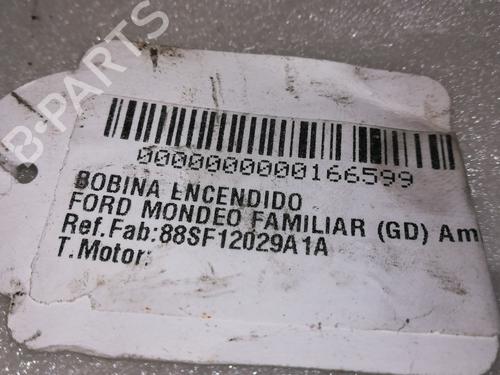 B-PARTS
0000000000166599
BOBINA ENCENDIDO
FORD MONDEO FAMILIAR (GD) Am
Ref.Fab:88SF12029A1A
T.Motor: